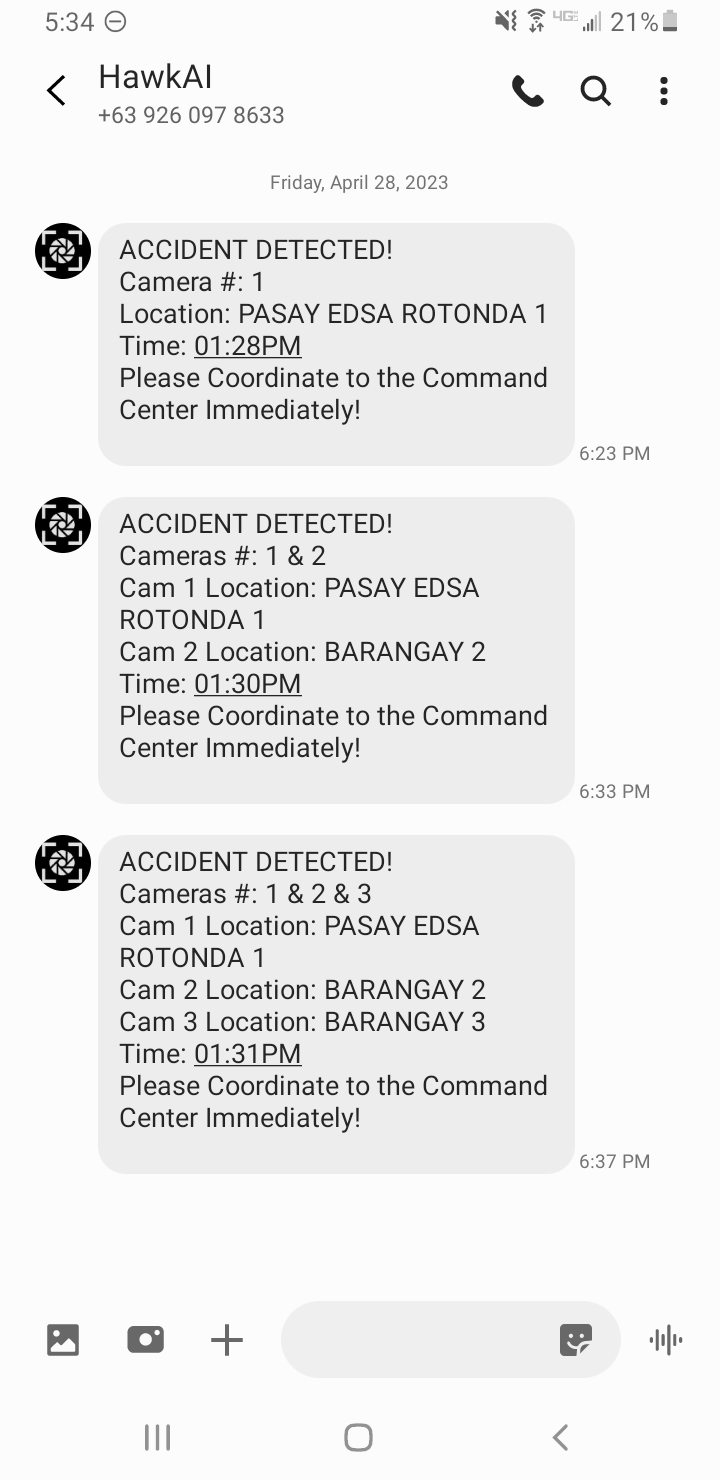 5:34
4GE 21%
HawkAI
+63 926 097 8633
Friday, April 28, 2023
ACCIDENT DETECTED!
Camera #: 1
Location: PASAY EDSA ROTONDA 1
Time: 01:28PM
Please Coordinate to the Command
Center Immediately!
6:23 PM
ACCIDENT DETECTED!
Cameras #: 1 & 2
Cam 1 Location: PASAY EDSA
ROTONDA 1
Cam 2 Location: BARANGAY 2
Time: 01:30PM
Please Coordinate to the Command
Center Immediately!
6:33 PM
ACCIDENT DETECTED!
Cameras #: 1 & 2 & 3
Cam 1 Location: PASAY EDSA
ROTONDA 1
Cam 2 Location: BARANGAY 2
Cam 3 Location: BARANGAY 3
Time: 01:31PM
Please Coordinate to the Command
Center Immediately!
6:37 PM